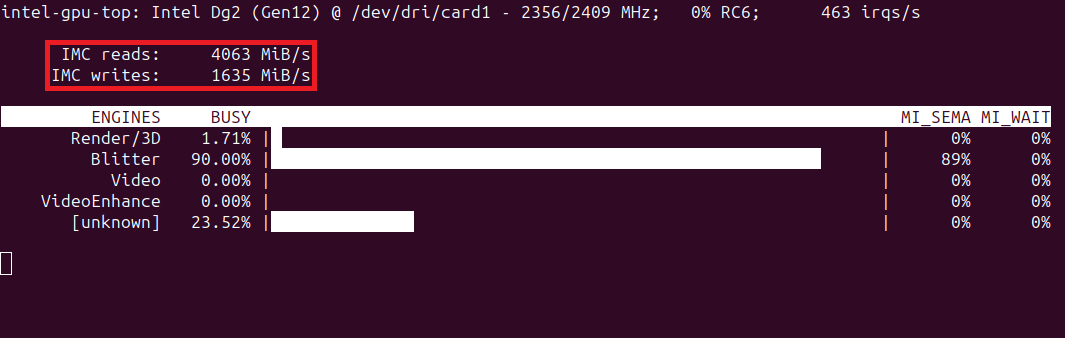 intel-gpu-top: Intel Dg2 (Gen12) @ /dev/dri/card1 - 2356/2409 MHz;   0% RC6;      463 irqs/s
IMC reads:     4063 MiB/s
IMC writes:     1635 MiB/s
ENGINES     BUSY     MI_SEMA MI_WAIT
Render/3D    1.71% | |     0%      0%
Blitter   90.00% | |    89%      0%
Video    0.00% | |     0%      0%
VideoEnhance    0.00% | |     0%      0%
[unknown]   23.52% | |     0%      0%